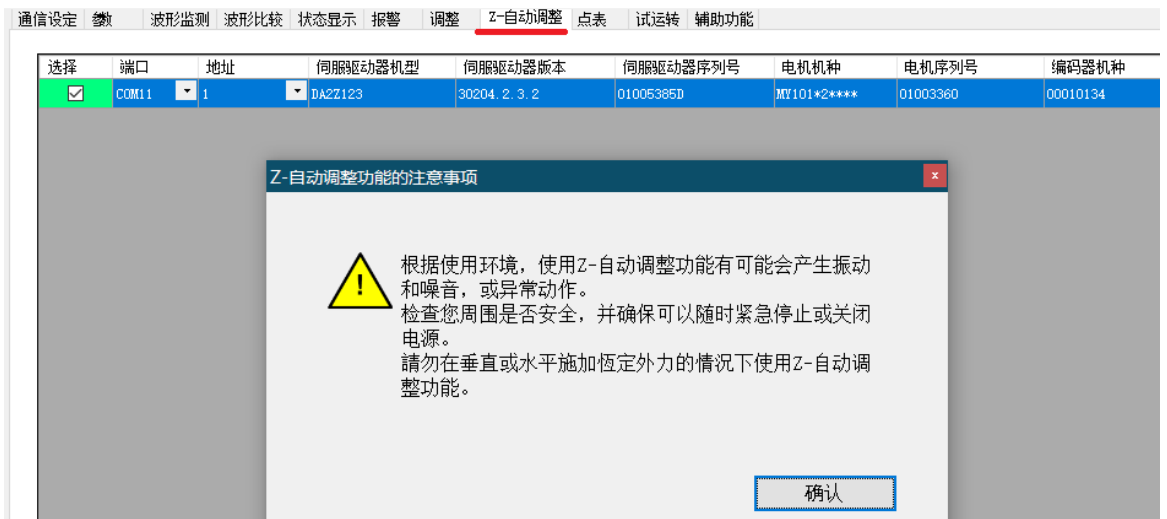 通信设定 参数 波形监测 波形比较 状态显示 报警 调整 Z-自动调整 点表 试运转 辅助功能
选择 端口 地址 伺服驱动器机型 伺服驱动器版本 伺服驱动器序列号 电机机种 电机序列号 编码器机种
COM11 1 DA2Z123 30204.2.3.2 01005385D MY101*2**** 01003360 00010134
Z-自动调整功能的注意事项
根据使用环境，使用Z-自动调整功能有可能会产生振动
和噪音，或异常动作。
检查您周围是否安全，并确保可以随时紧急停止或关闭
电源。
請勿在垂直或水平施加恆定外力的情况下使用Z-自动调
整功能。
确认